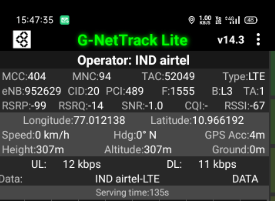 15:47:35 1.00 KB/S 4G
G-NetTrack Lite v14.3
Operator: IND airtel
MCC:404 MNC:94 TAC:52049 Type:LTE
eNB:952629 CID:20 PCI:489 F:1555 B:L3 TA:1
RSRP:-99 RSRQ:-14 SNR:-1.0 CQI:- RSSI:-67
Longitude:77.012138 Latitude:10.966192
Speed:0 km/h Hdg:0° N GPS Acc:4m
Height:307m Altitude:307m Ground:0m
UL: 12 kbps DL: 11 kbps
Data: IND airtel-LTE DATA
Serving time:135s